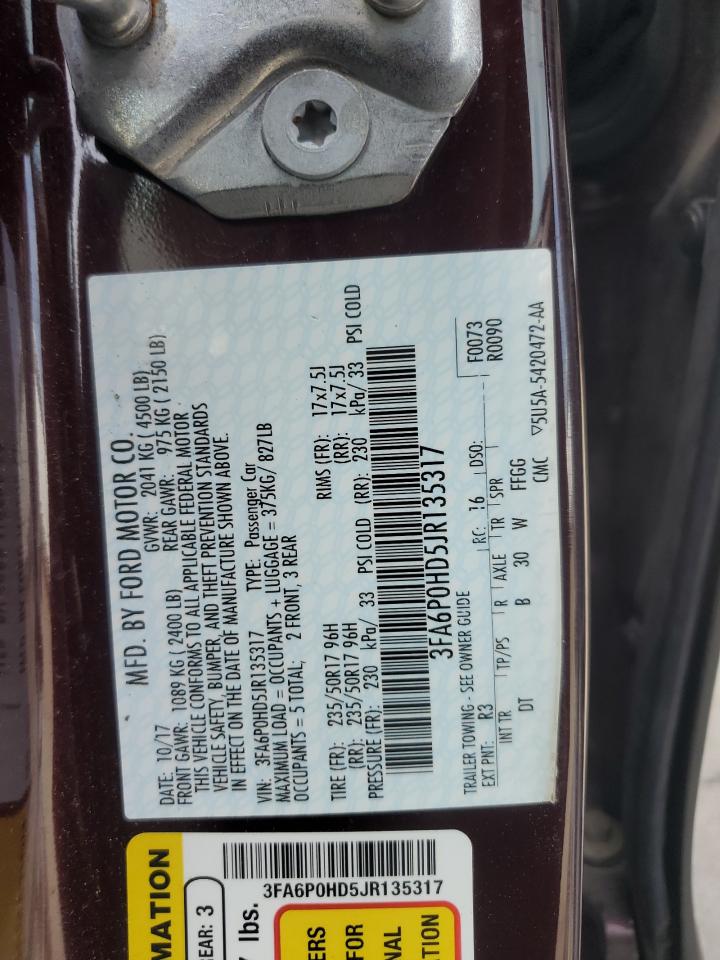 MFD. BY FORD MOTOR CO.
DATE: 10/17 GVWR: 2041 KG ( 4500 LB)
FRONT GAWR: 1089 KG ( 2400 LB) REAR GAWR: 975 KG ( 2150 LB)
THIS VEHICLE CONFORMS TO ALL APPLICABLE FEDERAL MOTOR
VEHICLE SAFETY, BUMPER, AND THEFT PREVENTION STANDARDS
IN EFFECT ON THE DATE OF MANUFACTURE SHOWN ABOVE.
VIN: 3FA6P0HD5JR135317 TYPE: Passenger Car
MAXIMUM LOAD = OCCUPANTS + LUGGAGE = 375KG/ 827LB
OCCUPANTS = 5 TOTAL; 2 FRONT, 3 REAR
TIRE (FR): 235/50R17 96H RIMS (FR): 17x7.5J
(RR): 235/50R17 96H (RR): 17x7.5J
PRESSURE (FR): 230 kPa/ 33 PSI COLD (RR): 230 kPa/ 33 PSI COLD
3FA6P0HD5JR135317
TRAILER TOWING - SEE OWNER GUIDE F0073
EXT PNT: R3 RC: 16 DSO: R0090
INT TR TP/PS R AXLE TR SPR
DT B 30 W FFGG
CMC ▽5U5A-5420472-AA
3FA6P0HD5JR135317
MATION
REAR: 3
7 lbs.
ERS
FOR
NAL
ATION